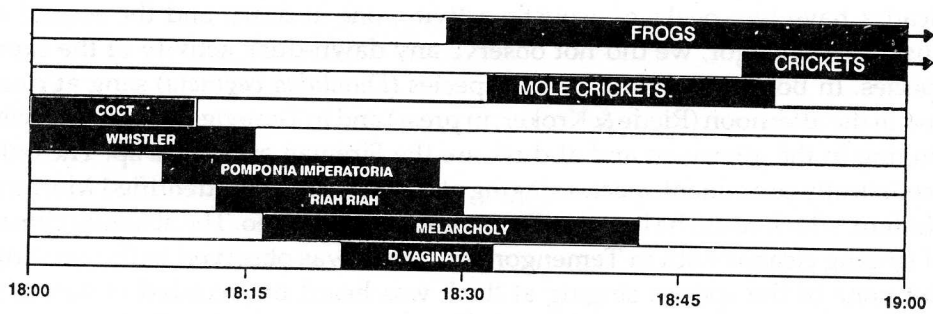 FROGS
CRICKETS
MOLE CRICKETS
COCT
WHISTLER
POMPONIA IMPERATORIA
'RIAH RIAH'
MELANCHOLY
D. VAGINATA
18:00 18:15 18:30 18:45 19:00